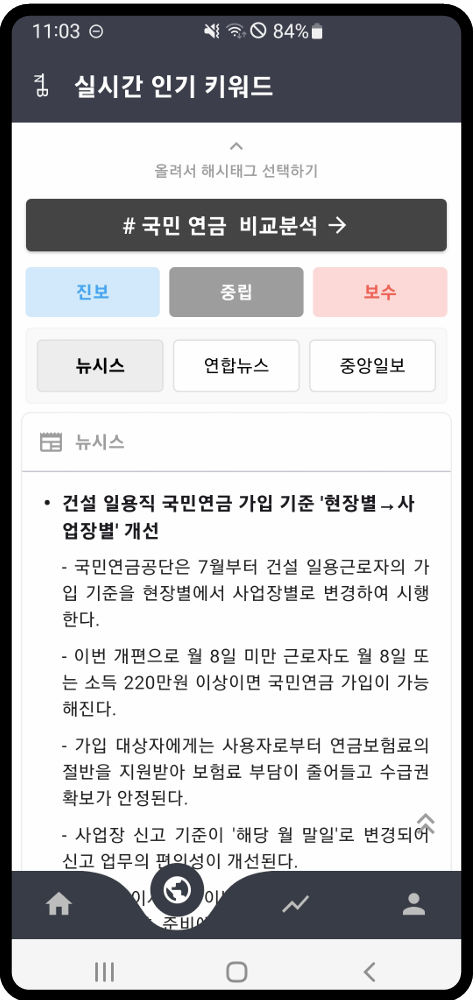 11:03 84%
실시간 인기 키워드
올려서 해시태그 선택하기
# 국민 연금 비교분석 →
진보 중립 보수
뉴시스 연합뉴스 중앙일보
뉴시스
• 건설 일용직 국민연금 가입 기준 '현장별→사
업장별' 개선
- 국민연금공단은 7월부터 건설 일용근로자의 가
입 기준을 현장별에서 사업장별로 변경하여 시행
한다.
- 이번 개편으로 월 8일 미만 근로자도 월 8일 또
는 소득 220만원 이상이면 국민연금 가입이 가능
해진다.
- 가입 대상자에게는 사용자로부터 연금보험료의
절반을 지원받아 보험료 부담이 줄어들고 수급권
확보가 안정된다.
- 사업장 신고 기준이 '해당 월 말일'로 변경되어
신고 업무의 편의성이 개선된다.